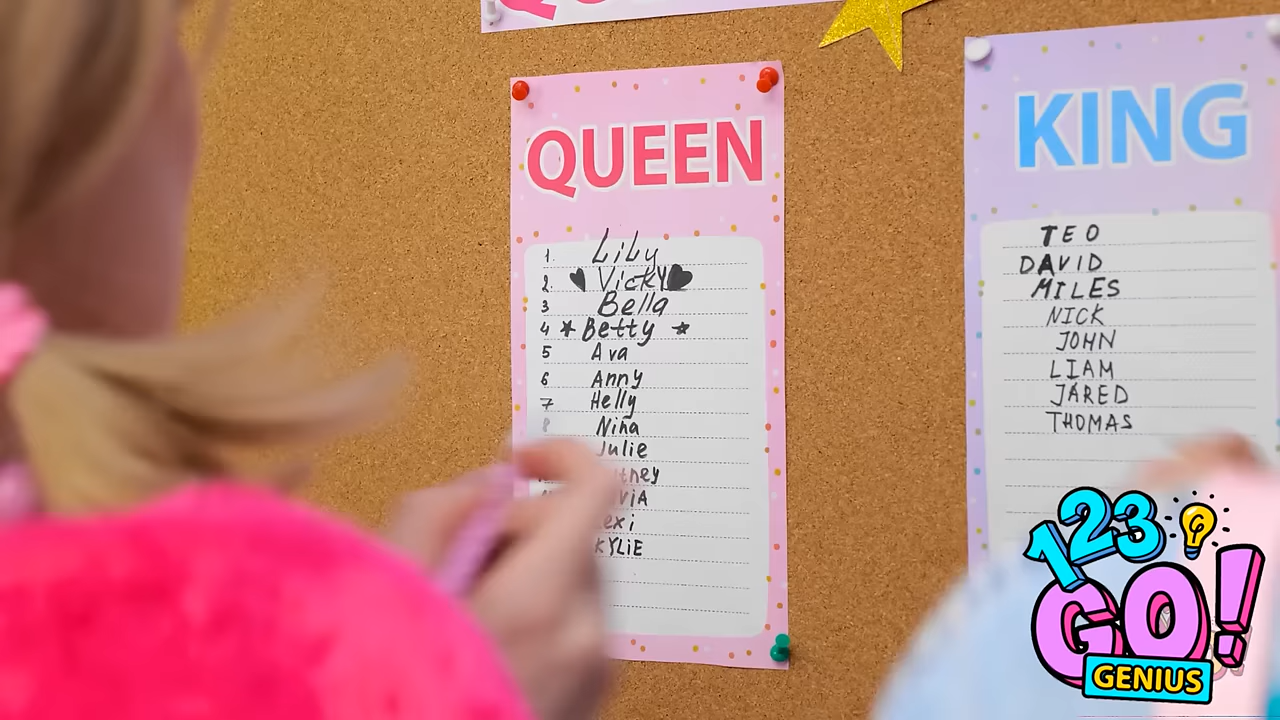 QUEEN
1. Lily
2. Vicky
3 Bella
4 Betty
5 Ava
6 Anny
7 Helly
8 Nina
Julie
KYLIE
KING
TEO
DAVID
MILES
NICK
JOHN
LIAM
JARED
THOMAS
123
GO!
GENIUS